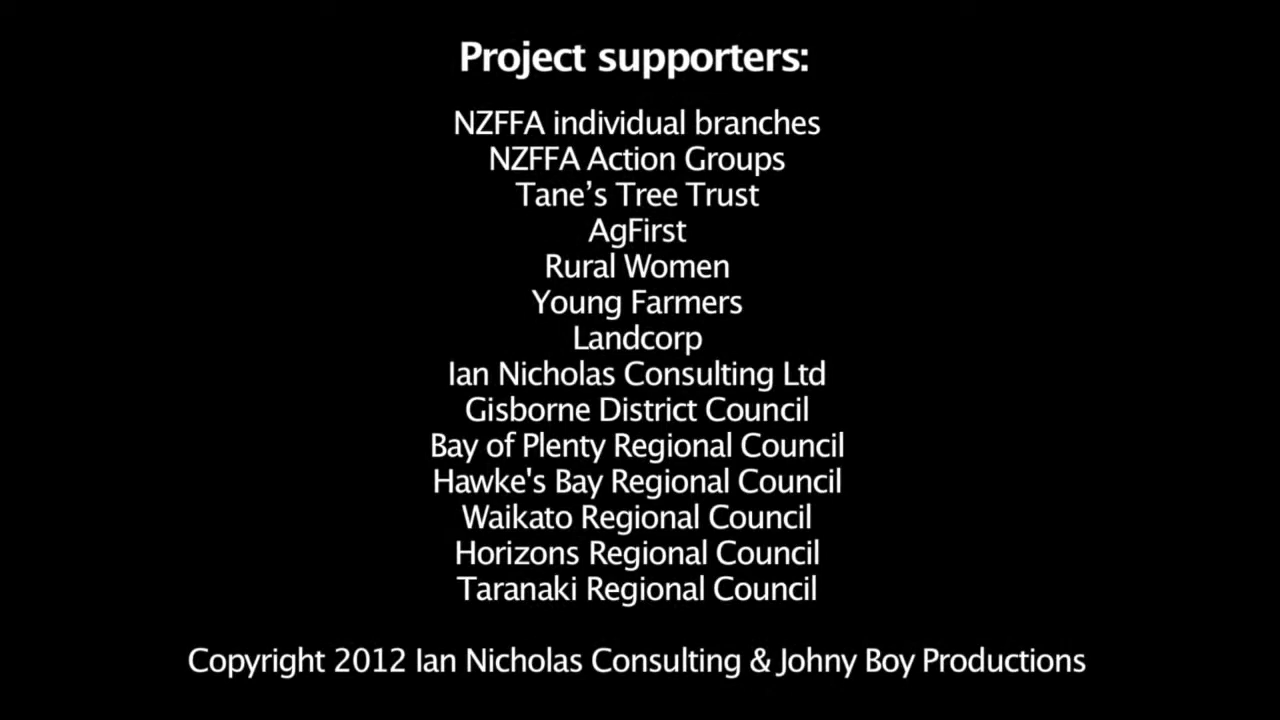 Project supporters:
NZFFA individual branches
NZFFA Action Groups
Tane’s Tree Trust
AgFirst
Rural Women
Young Farmers
Landcorp
Ian Nicholas Consulting Ltd
Gisborne District Council
Bay of Plenty Regional Council
Hawke's Bay Regional Council
Waikato Regional Council
Horizons Regional Council
Taranaki Regional Council
Copyright 2012 Ian Nicholas Consulting & Johny Boy Productions